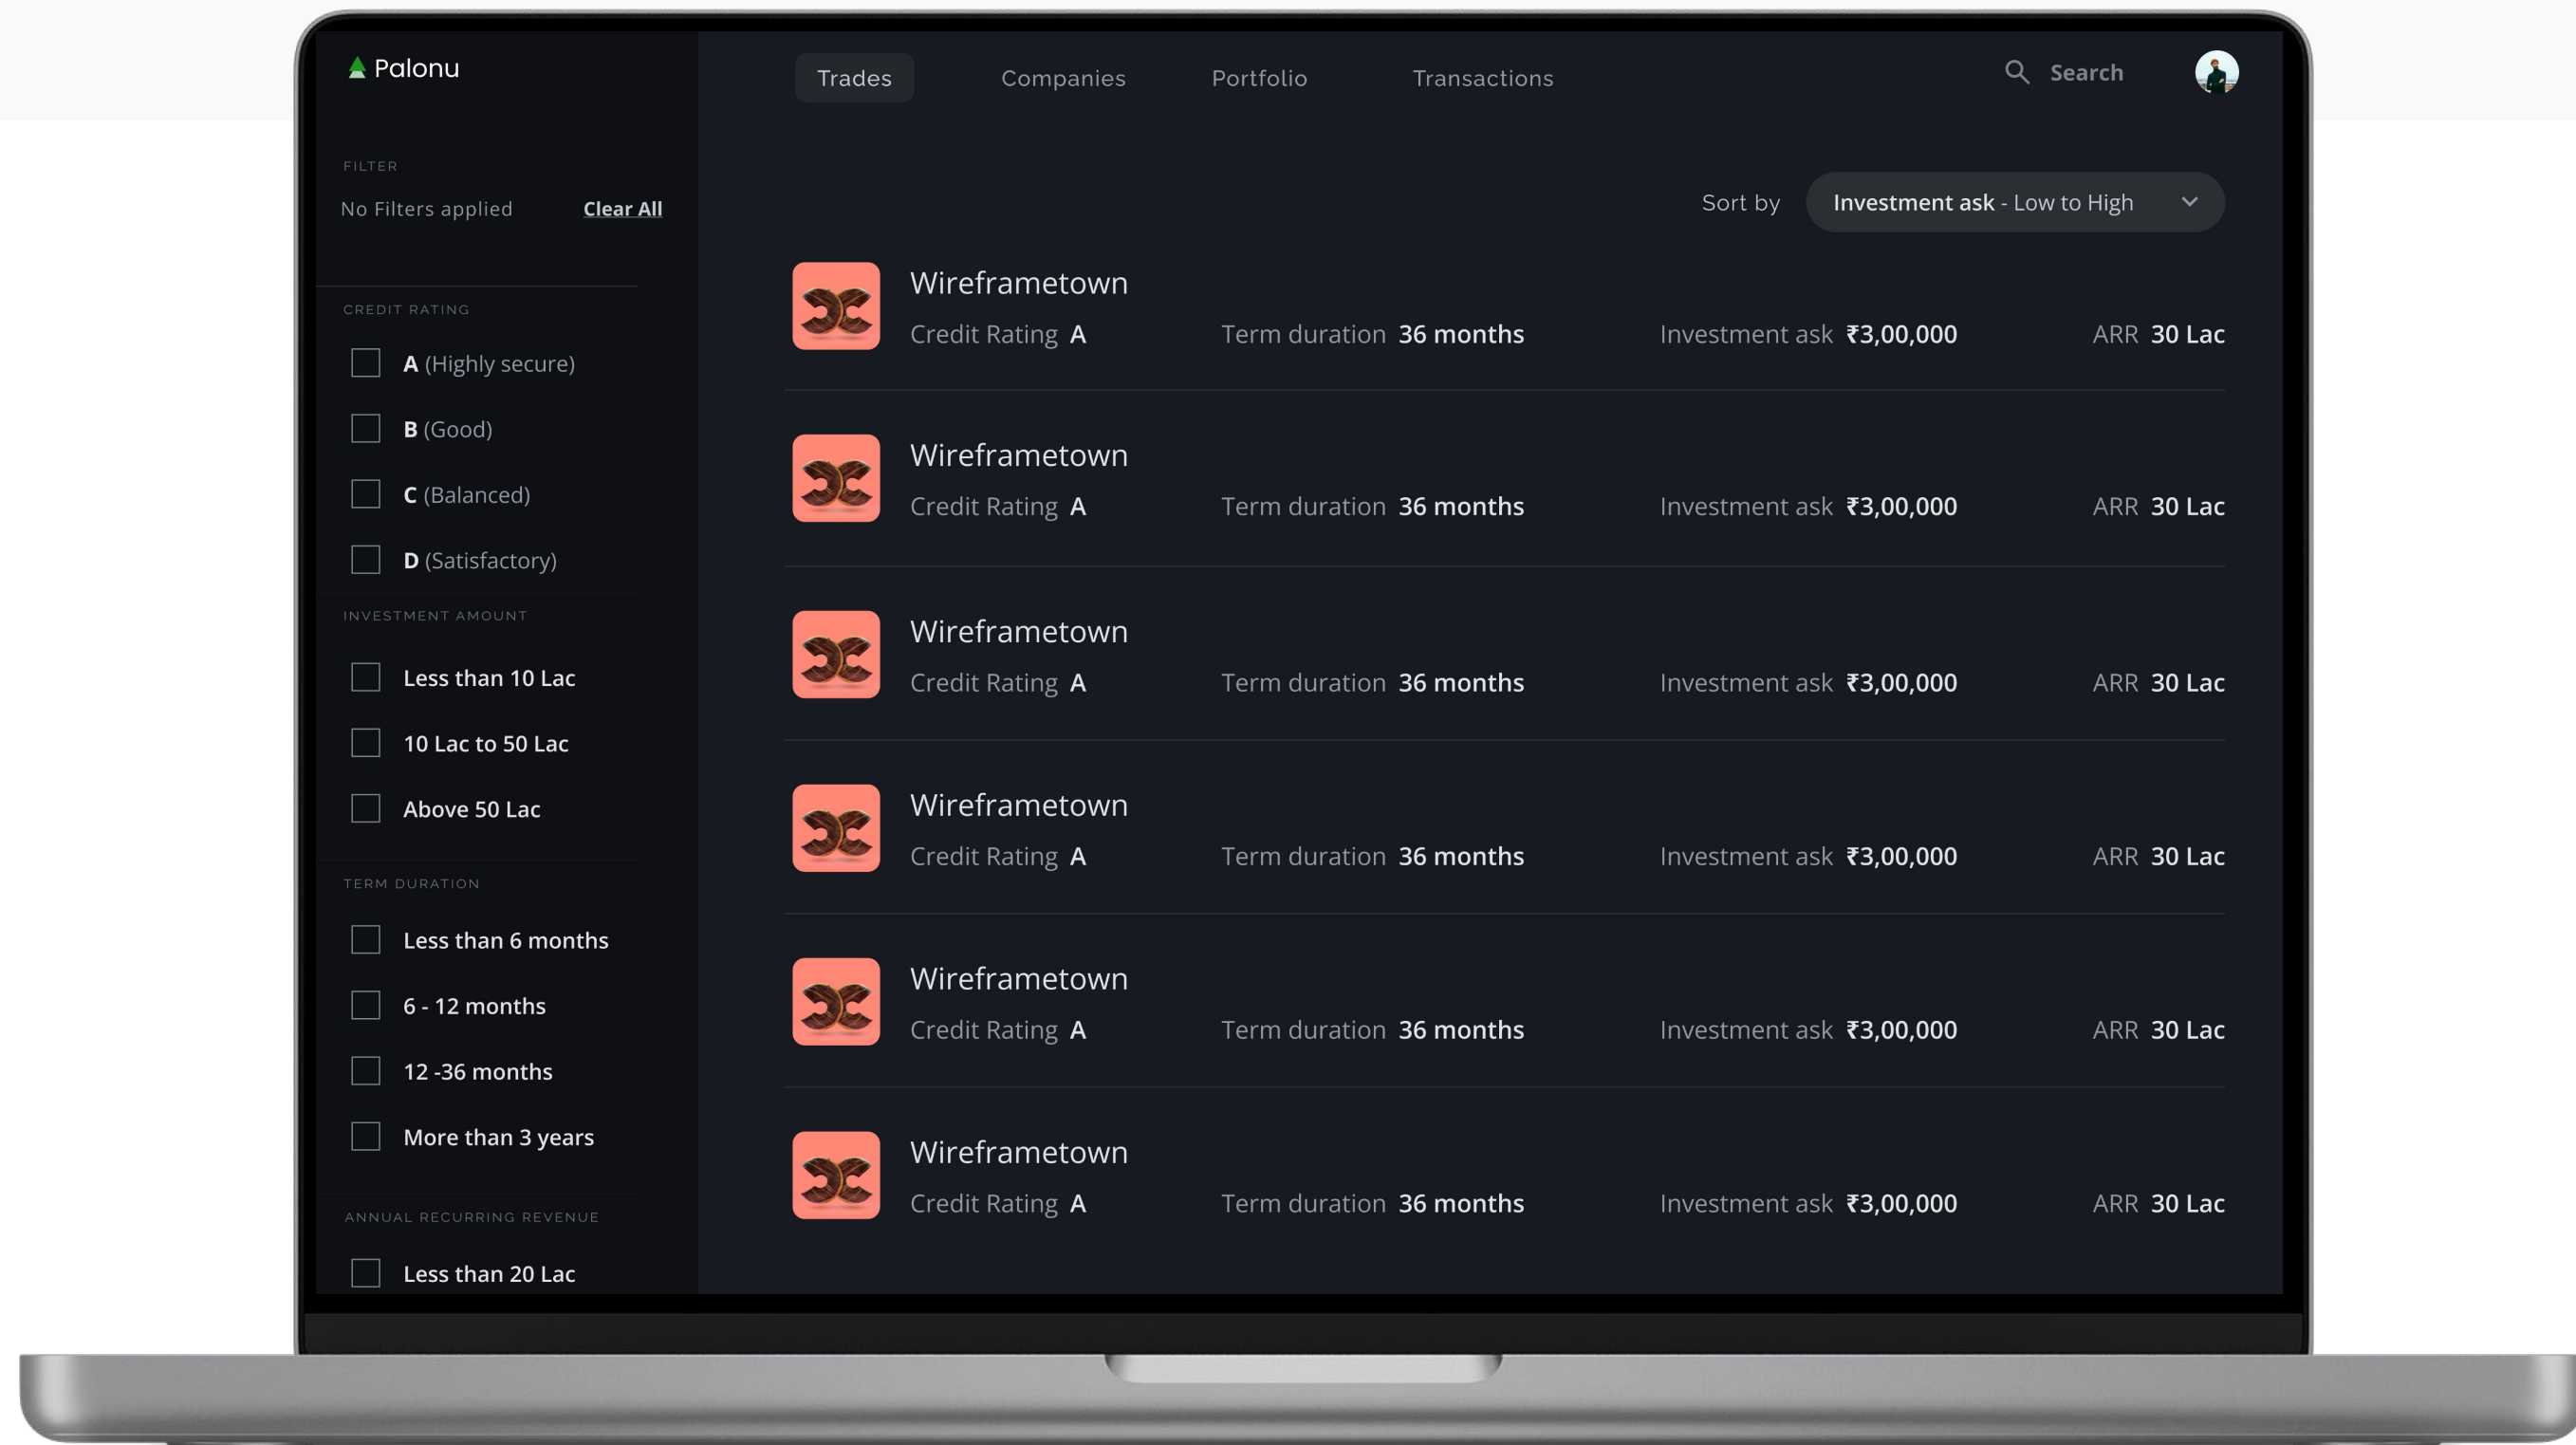 Palonu
Trades Companies Portfolio Transactions Search
FILTER
No Filters applied Clear All
CREDIT RATING
A (Highly secure)
B (Good)
C (Balanced)
D (Satisfactory)
INVESTMENT AMOUNT
Less than 10 Lac
10 Lac to 50 Lac
Above 50 Lac
TERM DURATION
Less than 6 months
6 - 12 months
12 -36 months
More than 3 years
ANNUAL RECURRING REVENUE
Less than 20 Lac
Sort by Investment ask - Low to High
Wireframetown
Credit Rating A Term duration 36 months Investment ask ₹3,00,000 ARR 30 Lac
Wireframetown
Credit Rating A Term duration 36 months Investment ask ₹3,00,000 ARR 30 Lac
Wireframetown
Credit Rating A Term duration 36 months Investment ask ₹3,00,000 ARR 30 Lac
Wireframetown
Credit Rating A Term duration 36 months Investment ask ₹3,00,000 ARR 30 Lac
Wireframetown
Credit Rating A Term duration 36 months Investment ask ₹3,00,000 ARR 30 Lac
Wireframetown
Credit Rating A Term duration 36 months Investment ask ₹3,00,000 ARR 30 Lac